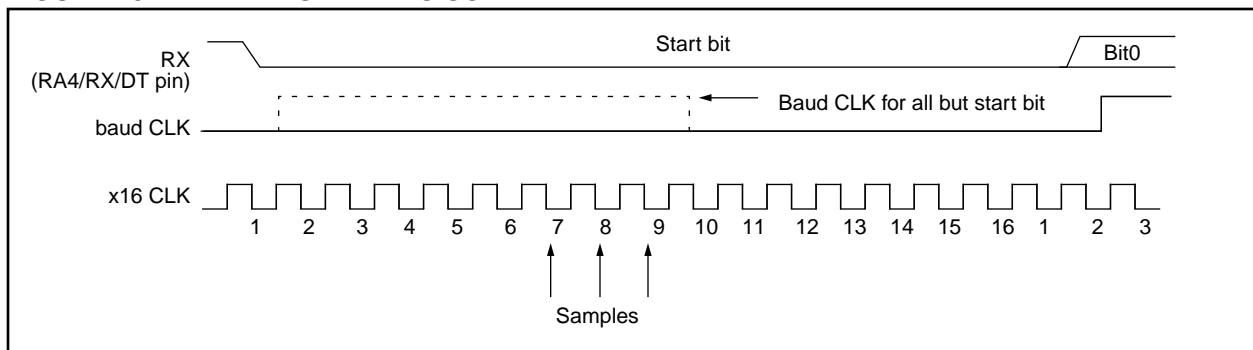 Start bit
RX
(RA4/RX/DT pin)
Bit0
Baud CLK for all but start bit
baud CLK
x16 CLK
1 2 3 4 5 6 7 8 9 10 11 12 13 14 15 16 1 2 3
Samples